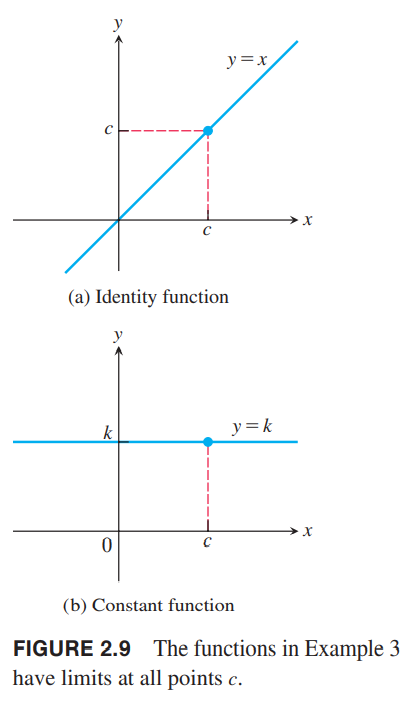 y
y = x
c
x
c
(a) Identity function
y
k
y = k
x
0
c
(b) Constant function
FIGURE 2.9 The functions in Example 3
have limits at all points c.